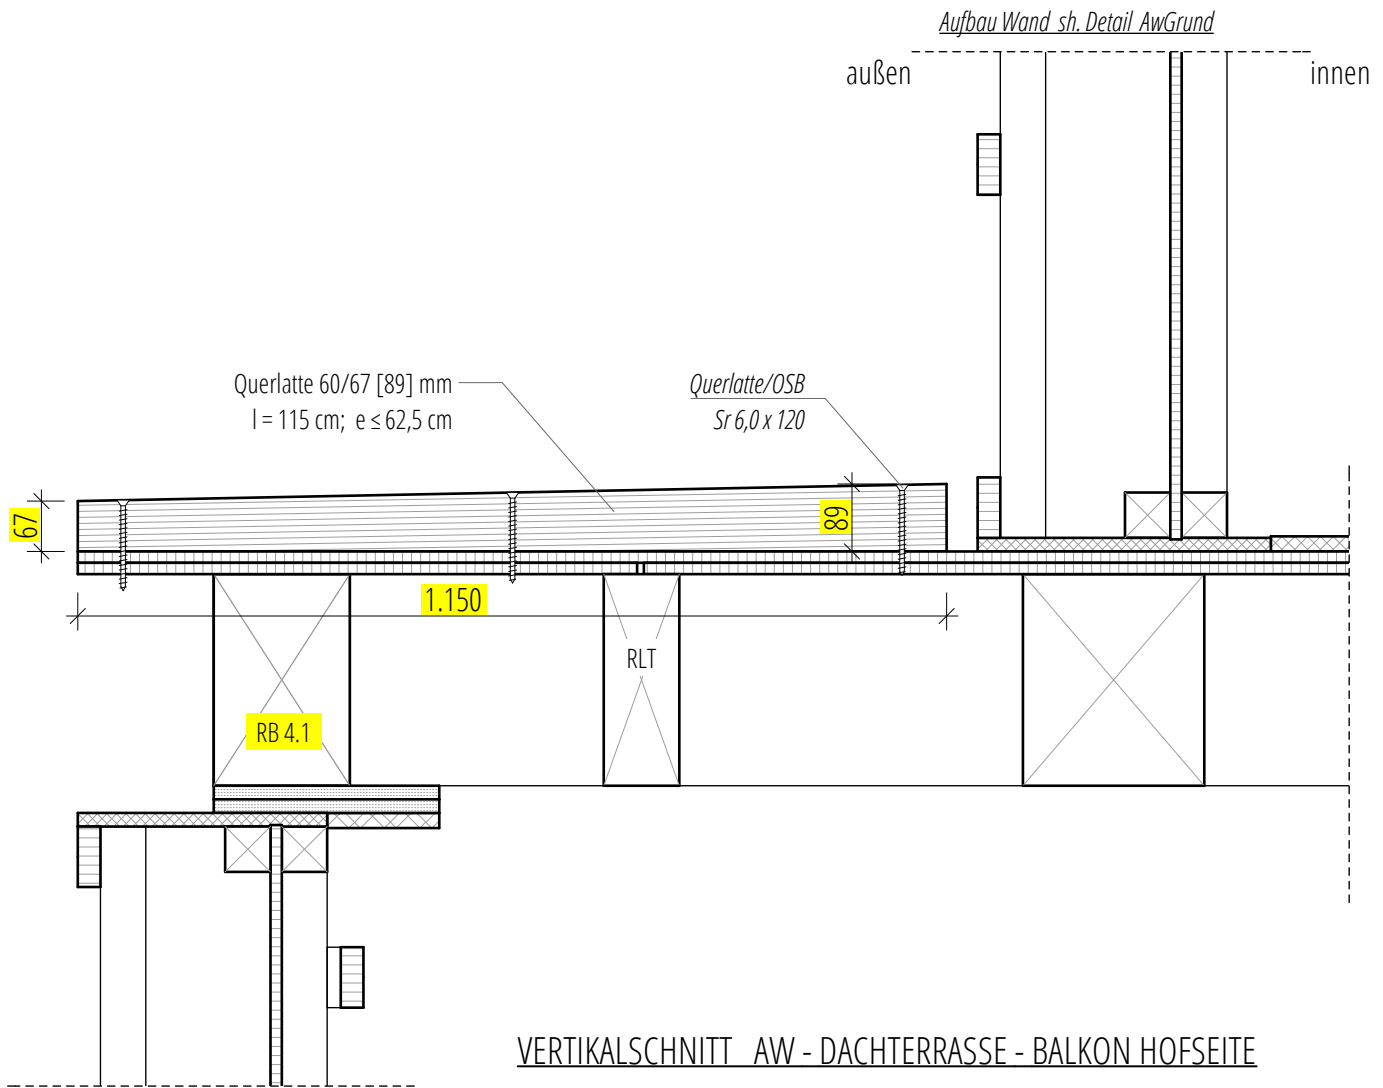 Aufbau Wand sh. Detail AwGrund
außen
innen
Querlatte 60/67 [89] mm
l = 115 cm; e ≤ 62,5 cm
Querlatte/OSB
Sr 6,0 x 120
67
89
1.150
RLT
RB 4.1
VERTIKALSCHNITT AW - DACHTERRASSE - BALKON HOFSEITE